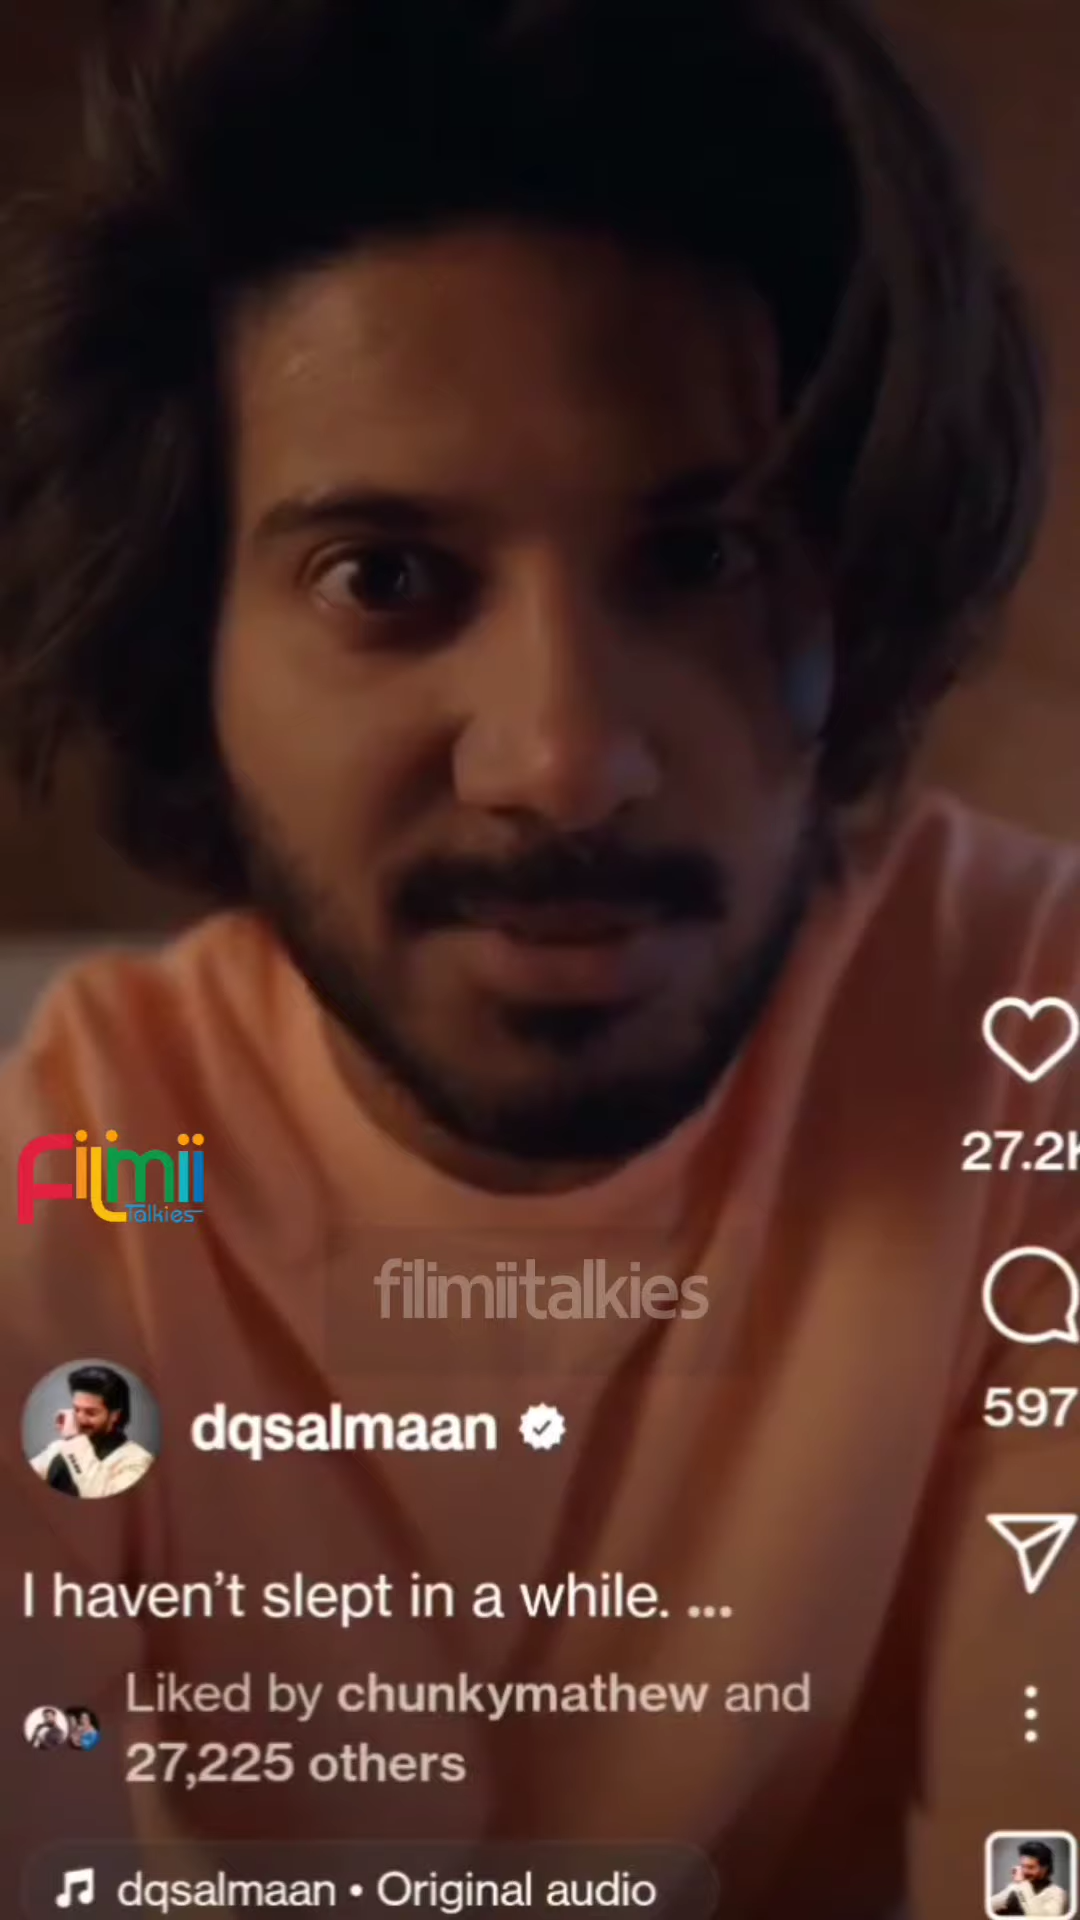 27.2K
Filmii
Talkies
filimiitalkies
597
dqsalmaan
I haven't slept in a while. ...
Liked by chunkymathew and
27,225 others
dqsalmaan • Original audio